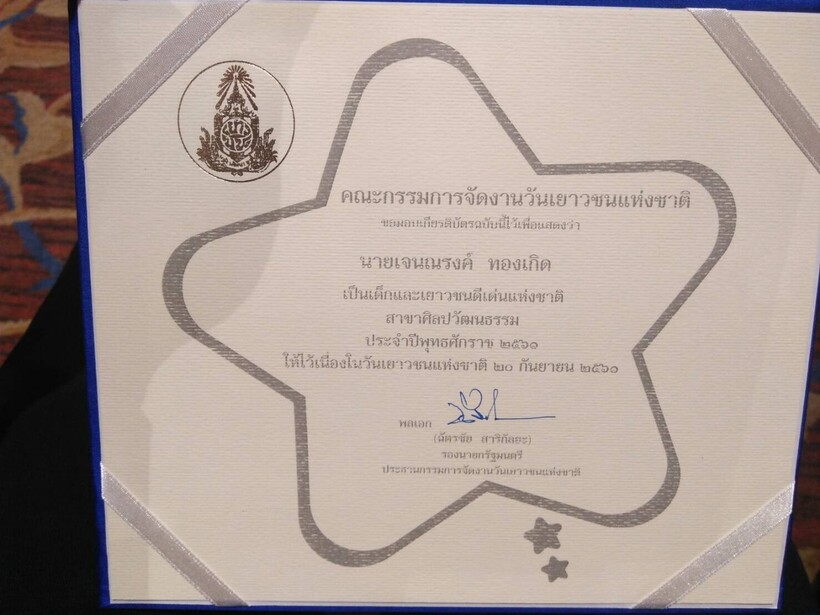 คณะกรรมการจัดงานวันเยาวชนแห่งชาติ
ขอมอบเกียรติบัตรฉบับนี้ไว้เพื่อแสดงว่า
นายเจนณรงค์ ทองเกิด
เป็นเด็กและเยาวชนดีเด่นแห่งชาติ
สาขาศิลปวัฒนธรรม
ประจำปีพุทธศักราช ๒๕๖๑
ให้ไว้เนื่องในวันเยาวชนแห่งชาติ ๒๐ กันยายน ๒๕๖๑
พลเอก
(ฉัตรชัย สาริกัลยะ)
รองนายกรัฐมนตรี
ประธานกรรมการจัดงานวันเยาวชนแห่งชาติ